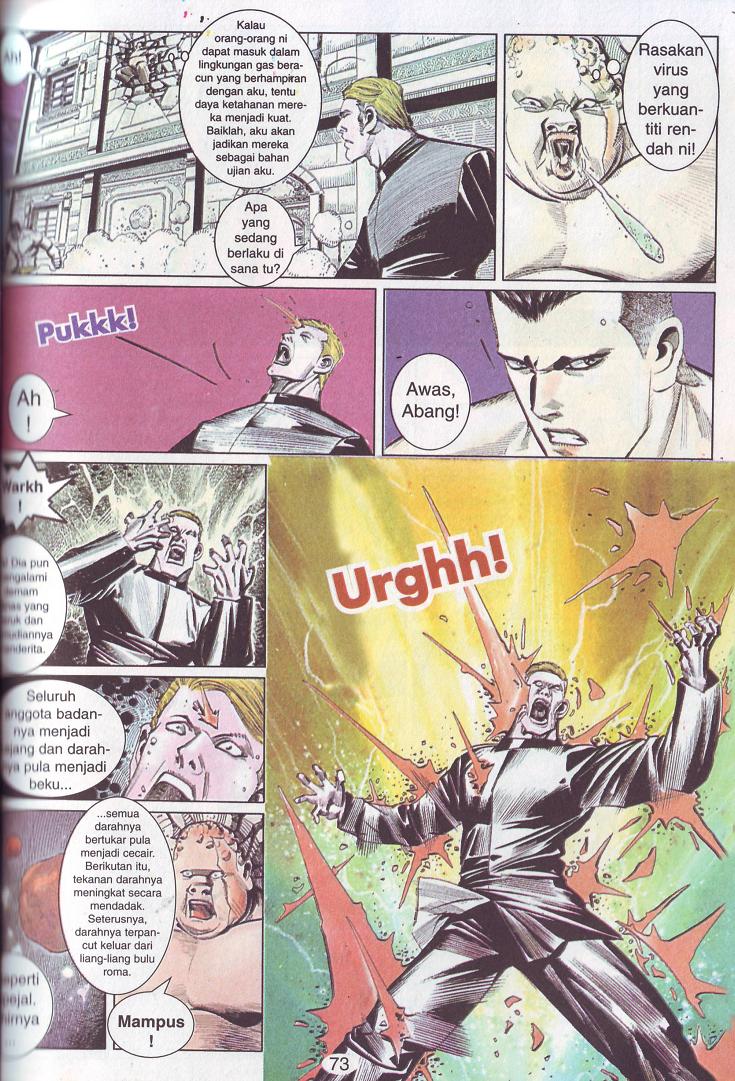 Ah!
Kalau
orang-orang ni
dapat masuk dalam
lingkungan gas bera-
cun yang berhampiran
dengan aku, tentu
daya ketahanan mere-
ka menjadi kuat.
Baiklah, aku akan
jadikan mereka
sebagai bahan
ujian aku.
Apa
yang
sedang
berlaku di
sana tu?
Rasakan
virus
yang
berkuan-
titi ren-
dah ni!
Pukkk!
Ah
!
Awas,
Abang!
Warkh
!
Dia pun
yang
dan
Urghh!
Seluruh
anggota badan-
nya menjadi
kejang dan darah-
nya pula menjadi
beku...
...semua
darahnya
bertukar pula
menjadi cecair.
Berikutan itu,
tekanan darahnya
meningkat secara
mendadak.
Seterusnya,
darahnya terpan-
cut keluar dari
liang-liang bulu
roma.
Mampus
!
73